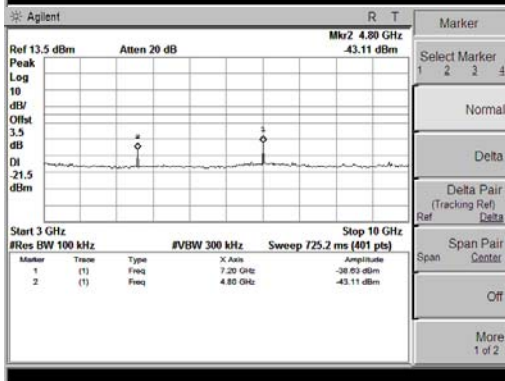 Agilent R T
Mkr2 4.80 GHz
Ref 13.5 dBm Atten 20 dB -43.11 dBm
Peak
Log
10
dB/
Offst
3.5
dB
DI
-21.5
dBm
2
1
Start 3 GHz Stop 10 GHz
#Res BW 100 kHz #VBW 300 kHz Sweep 725.2 ms (401 pts)
Marker Trace Type X Axis Amplitude
1 (1) Freq 7.20 GHz -38.63 dBm
2 (1) Freq 4.80 GHz -43.11 dBm
Marker
Select Marker
1 2 3 4
Normal
Delta
Delta Pair
(Tracking Ref)
Ref Delta
Span Pair
Span Center
Off
More
1 of 2